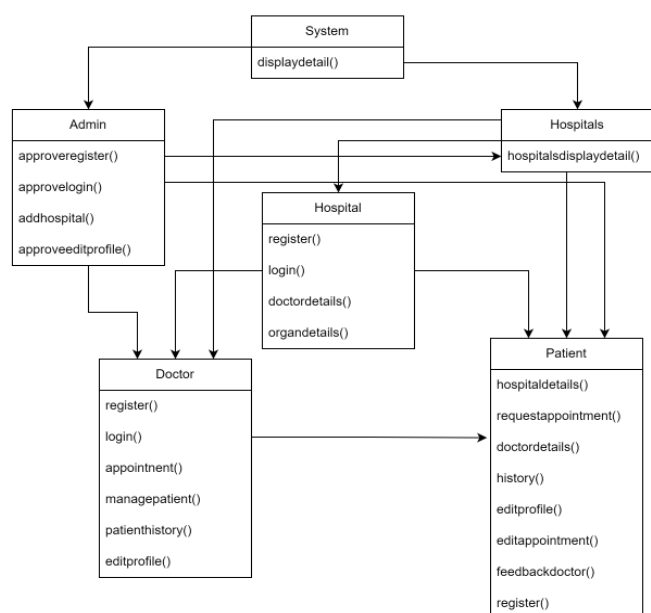 System
displaydetail()
Admin
approveregister()
approvelogin()
addhospital()
approveeditprofile()
Hospitals
hospitalsdisplaydetail()
Hospital
register()
login()
doctordetails()
organdetails()
Doctor
register()
login()
appointnent()
managepatient()
patienthistory()
editprofile()
Patient
hospitaldetails()
requestappointment()
doctordetails()
history()
editprofile()
editappointment()
feedbackdoctor()
register()